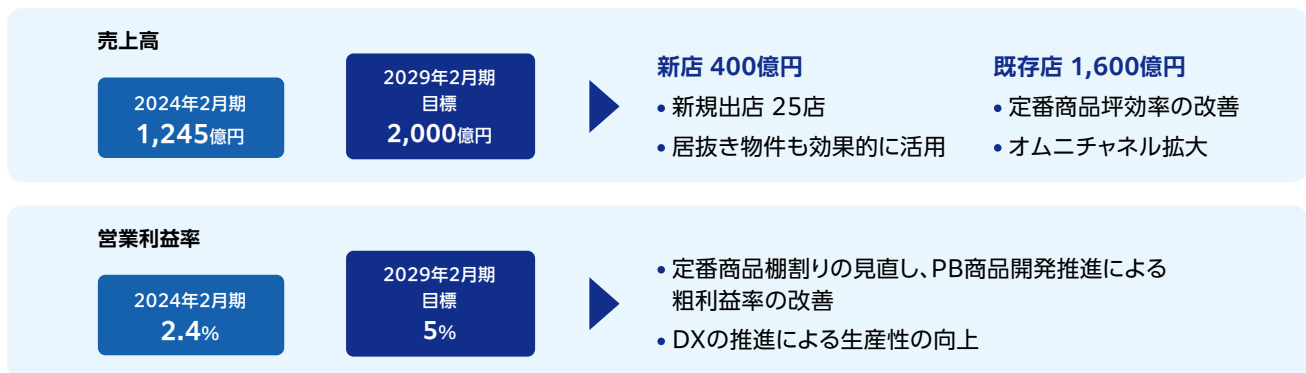 売上高
2024年2月期
1,245億円
2029年2月期
目標
2,000億円
新店 400億円
• 新規出店 25店
• 居抜き物件も効果的に活用
既存店 1,600億円
• 定番商品坪効率の改善
• オムニチャネル拡大
営業利益率
2024年2月期
2.4%
2029年2月期
目標
5%
• 定番商品棚割りの見直し、PB商品開発推進による
粗利益率の改善
• DXの推進による生産性の向上